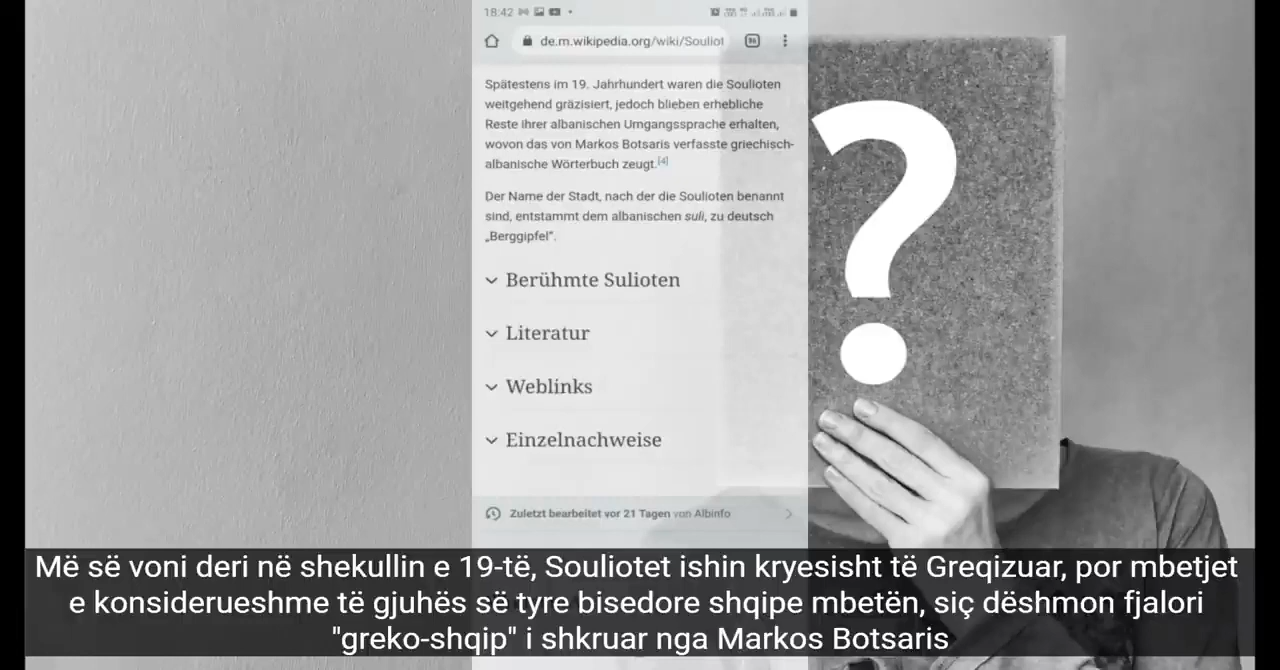 18:42
de.m.wikipedia.org/wiki/Souliot
Spätestens im 19. Jahrhundert waren die Soulioten
weitgehend gräzisiert, jedoch blieben erhebliche
Reste ihrer albanischen Umgangssprache erhalten,
wovon das von Markos Botsaris verfasste griechisch-
albanische Wörterbuch zeugt.[4]
Der Name der Stadt, nach der die Soulioten benannt
sind, entstammt dem albanischen suli, zu deutsch
„Berggipfel“.
Berühmte Sulioten
Literatur
Weblinks
Einzelnachweise
Zuletzt bearbeitet vor 21 Tagen von Albinfo
?
Më së voni deri në shekullin e 19-të, Souliotet ishin kryesisht të Greqizuar, por mbetjet
e konsiderueshme të gjuhës së tyre bisedore shqipe mbetën, siç dëshmon fjalori
"greko-shqip" i shkruar nga Markos Botsaris